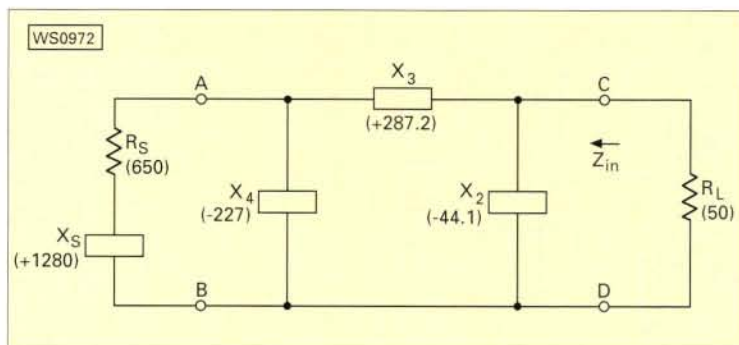 WS0972
A
X3
C
(+287.2)
RS
(650)
Zin
X4
(-227)
X2
(-44.1)
RL
(50)
XS
(+1280)
B
D